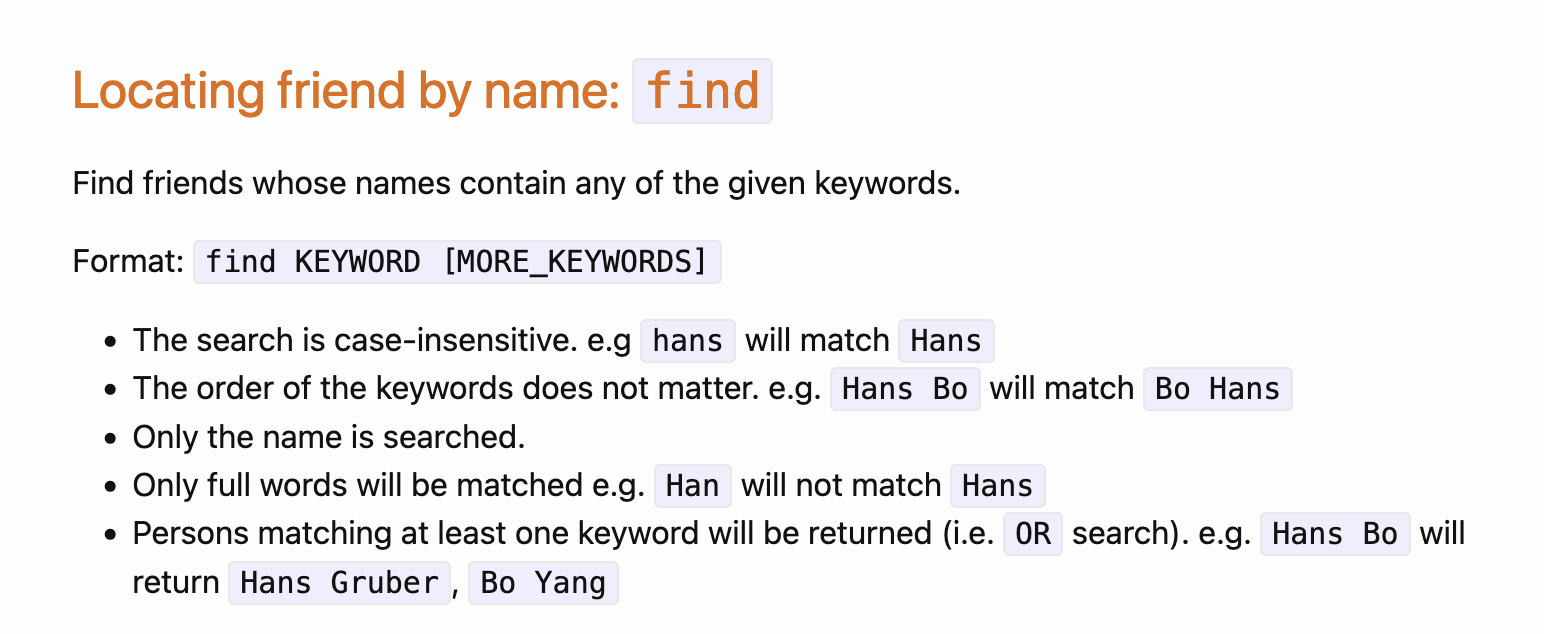 Locating friend by name: find
Find friends whose names contain any of the given keywords.
Format: find KEYWORD [MORE_KEYWORDS]
• The search is case-insensitive. e.g hans will match Hans
• The order of the keywords does not matter. e.g. Hans Bo will match Bo Hans
• Only the name is searched.
• Only full words will be matched e.g. Han will not match Hans
• Persons matching at least one keyword will be returned (i.e. OR search). e.g. Hans Bo will
return Hans Gruber, Bo Yang